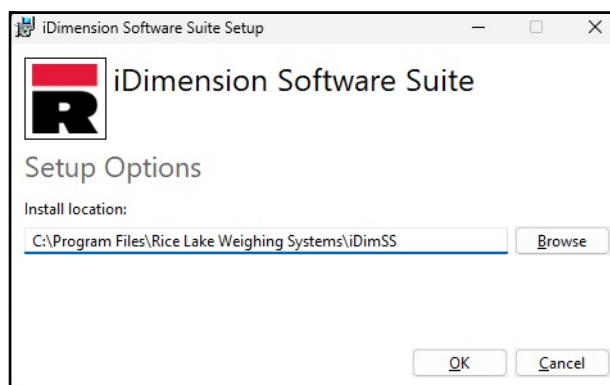 iDimension Software Suite Setup
R
iDimension Software Suite
Setup Options
Install location:
C:\Program Files\Rice Lake Weighing Systems\iDimSS
Browse
OK
Cancel